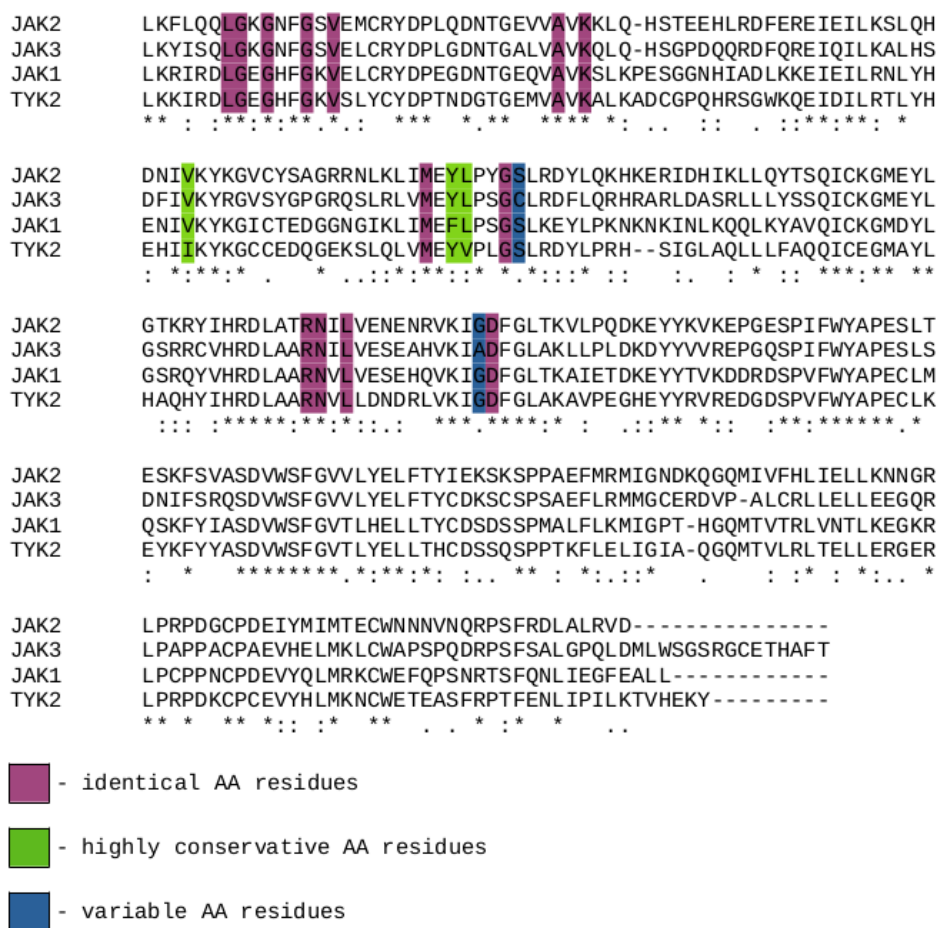 JAK2 LKFLQQLGKGNFGSVEMCRYDPLQDNTGEVVAVKKLQ-HSTEEHLRDFEREIEILKSLQH
JAK3 LKYISQLGKGNFGSVELCRYDPLGDNTGALVAVKQLQ-HSGPDQQRDFQREIQILKALHS
JAK1 LKRIRDLGEGHFGKVELCRYDPEGDNTGEQVAVKSLKPESGGNHIADLKKEIEILRNLYH
TYK2 LKKIRDLGEGHFGKVSLYCYDPTNDGTGEMVAVKALKADCGPQHRSGWKQEIDILRTLYH
** : :**:*:**.*.: *** *.** **** *: .. :: . ::**:**: *
JAK2 DNIVKYKGVCYSAGRRNLKLIMEYLPYGSLRDYLQKHKERIDHIKLLQYTSQICKGMEYL
JAK3 DFIVKYRGVSYGPGRQSLRLVMEYLPSGCLRDFLQRHRARLDASRLLLYSSQICKGMEYL
JAK1 ENIVKYKGICTEDGGNGIKLIMEFLPSGSLKEYLPKNKNKINLKQQLKYAVQICKGMDYL
TYK2 EHIIKYKGCCEDQGEKSLQLVMEYVPLGSLRDYLPRH--SIGLAQLLLFAQQICEGMAYL
: *:**:* . * ..::*:**::* *.*:::* :: :. : * :: ***:** **
JAK2 GTKRYIHRDLATRNILVENENRVKIGDFGLTKVLPQDKEYYKVKEPGESPIFWYAPESLT
JAK3 GSRRCVHRDLAARNILVESEAHVKIADFGLAKLLPLDKDYYVVREPGQSPIFWYAPESLS
JAK1 GSRQYVHRDLAARNVLVESEHQVKIGDFGLTKAIETDKEYYTVKDDRDSPVFWYAPECLM
TYK2 HAQHYIHRDLAARNVLLDNDRLVKIGDFGLAKAVPEGHEYYRVREDGDSPVFWYAPECLK
::: :*****:**:*::.: ***.****:* : .::** *:: :**:******.*
JAK2 ESKFSVASDVWSFGVVLYELFTYIEKSKSPPAEFMRMIGNDKQGQMIVFHLIELLKNNGR
JAK3 DNIFSRQSDVWSFGVVLYELFTYCDKSCSPSAEFLRMMGCERDVP-ALCRLLELLEEGQR
JAK1 QSKFYIASDVWSFGVTLHELLTYCDSDSSPMALFLKMIGPT-HGQMTVTRLVNTLKEGKR
TYK2 EYKFYYASDVWSFGVTLYELLTHCDSSQSPPTKFLELIGIA-QGQMTVLRLTELLERGER
: * ********.*:**:*: :.. ** : *:.::* . : :* : *:.. *
JAK2 LPRPDGCPDEIYMIMTECWNNNVNQRPSFRDLALRVD---------------
JAK3 LPAPPACPAEVHELMKLCWAPSPQDRPSFSALGPQLDMLWSGSRGCETHAFT
JAK1 LPCPPNCPDEVYQLMRKCWEFQPSNRTSFQNLIEGFEALL------------
TYK2 LPRPDKCPCEVYHLMKNCWETEASFRPTFENLIPILKTVHEKY---------
** * ** *:: :* ** . . * :* * ..
- identical AA residues
- highly conservative AA residues
- variable AA residues